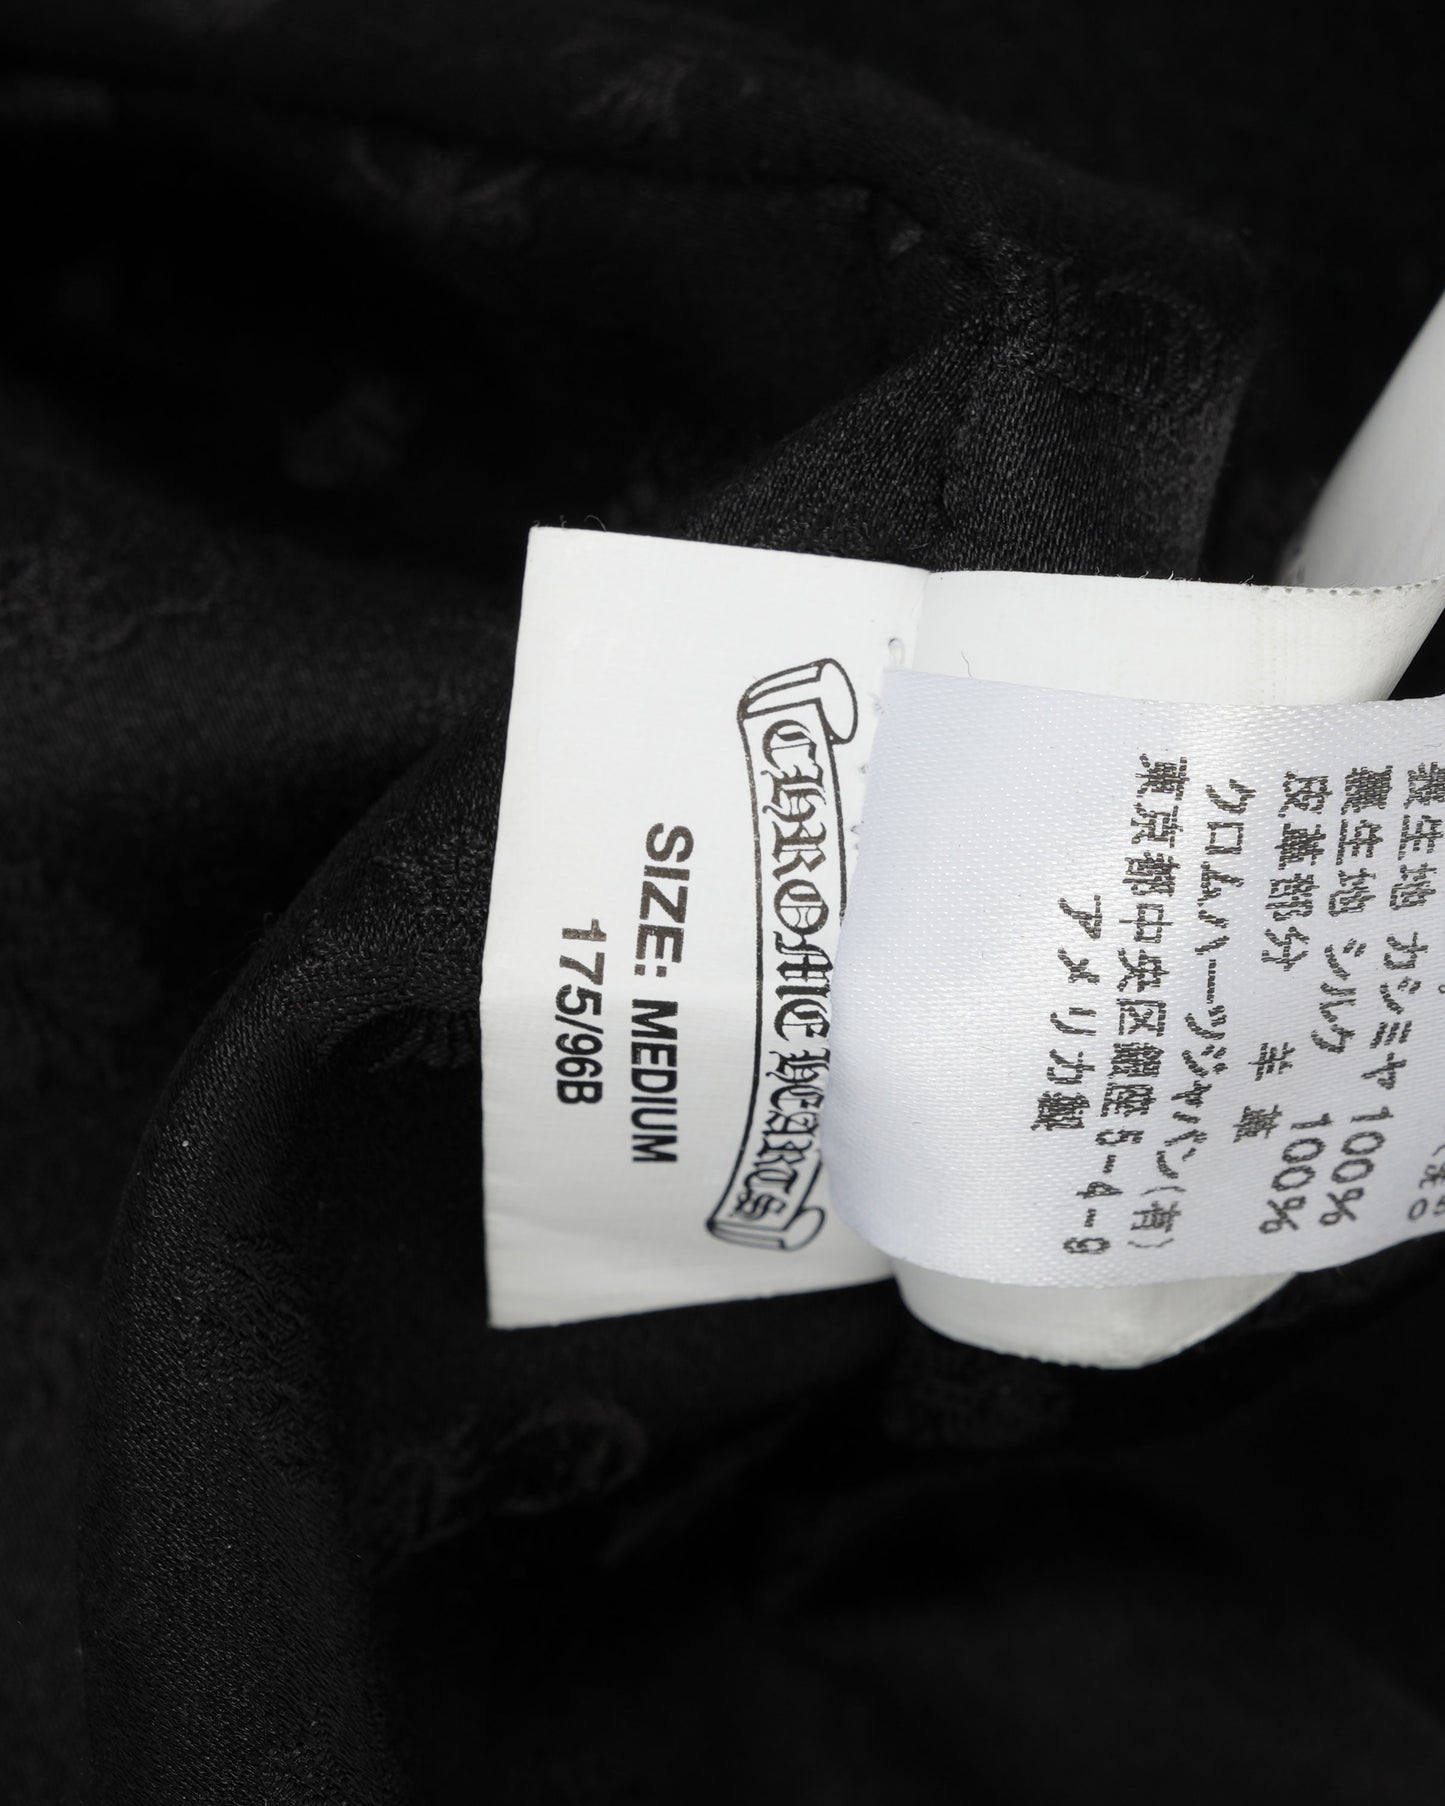 CHROME HEARTS
SIZE: MEDIUM
175/96B
表生地 カシミヤ 100%
裏生地 シルク 100%
皮革部分 羊革
クロムハーツジャパン(有)
東京都中央区銀座5-4-9
アメリカ製